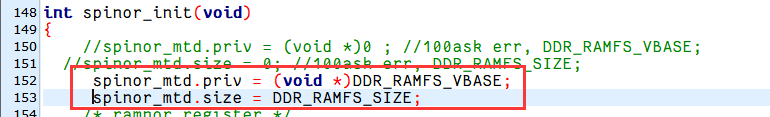 148 int spinor_init(void)
149 {
150 //spinor_mtd.priv = (void *)0 ; //100ask err, DDR_RAMFS_VBASE;
151 //spinor_mtd.size = 0; //100ask err, DDR_RAMFS_SIZE;
152 spinor_mtd.priv = (void *)DDR_RAMFS_VBASE;
153 spinor_mtd.size = DDR_RAMFS_SIZE;
154 /* ramnor register */